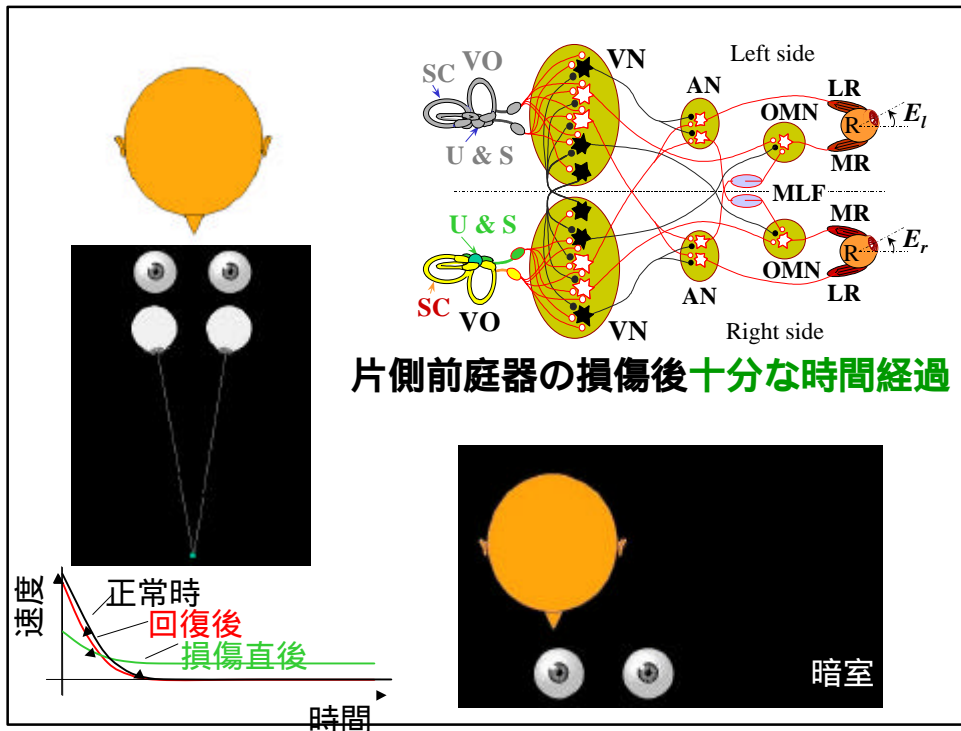 Left side
VO
SC
VN
AN
LR
OMN
R
E_l
U & S
MR
MLF
U & S
MR
R
E_r
SC
VO
OMN
AN
LR
VN
Right side
片側前庭器の損傷後十分な時間経過
速度
正常時
回復後
損傷直後
時間
暗室